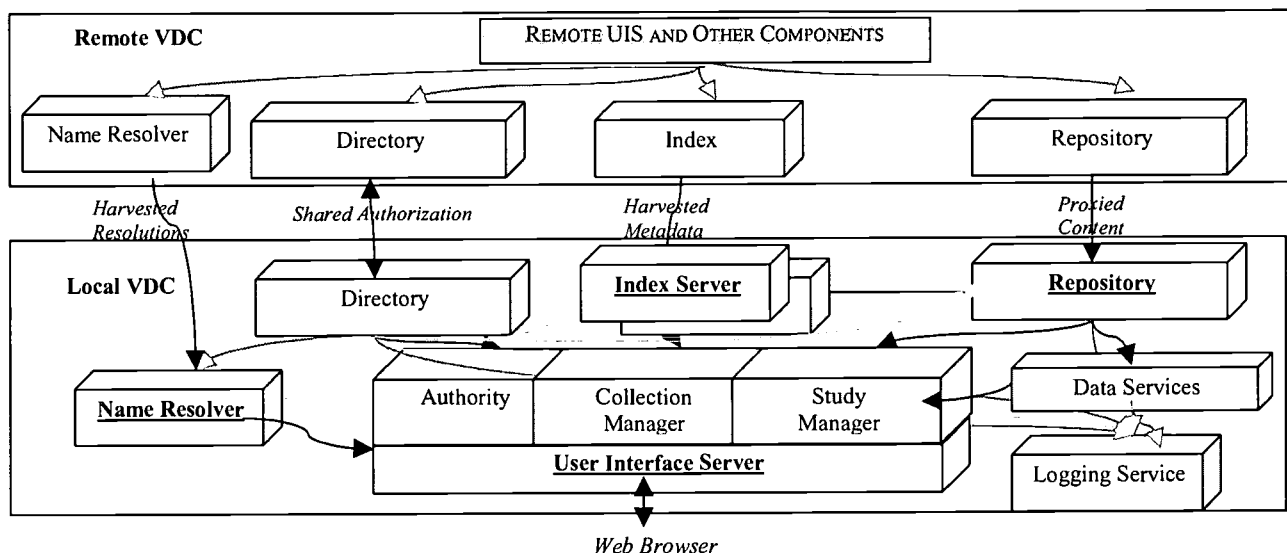 Remote VDC
REMOTE UIS AND OTHER COMPONENTS
Name Resolver
Directory
Index
Repository
Harvested
Resolutions
Shared Authorization
Harvested
Metadata
Proxied
Content
Local VDC
Directory
Index Server
Repository
Name Resolver
Authority
Collection
Manager
Study
Manager
Data Services
User Interface Server
Logging Service
Web Browser